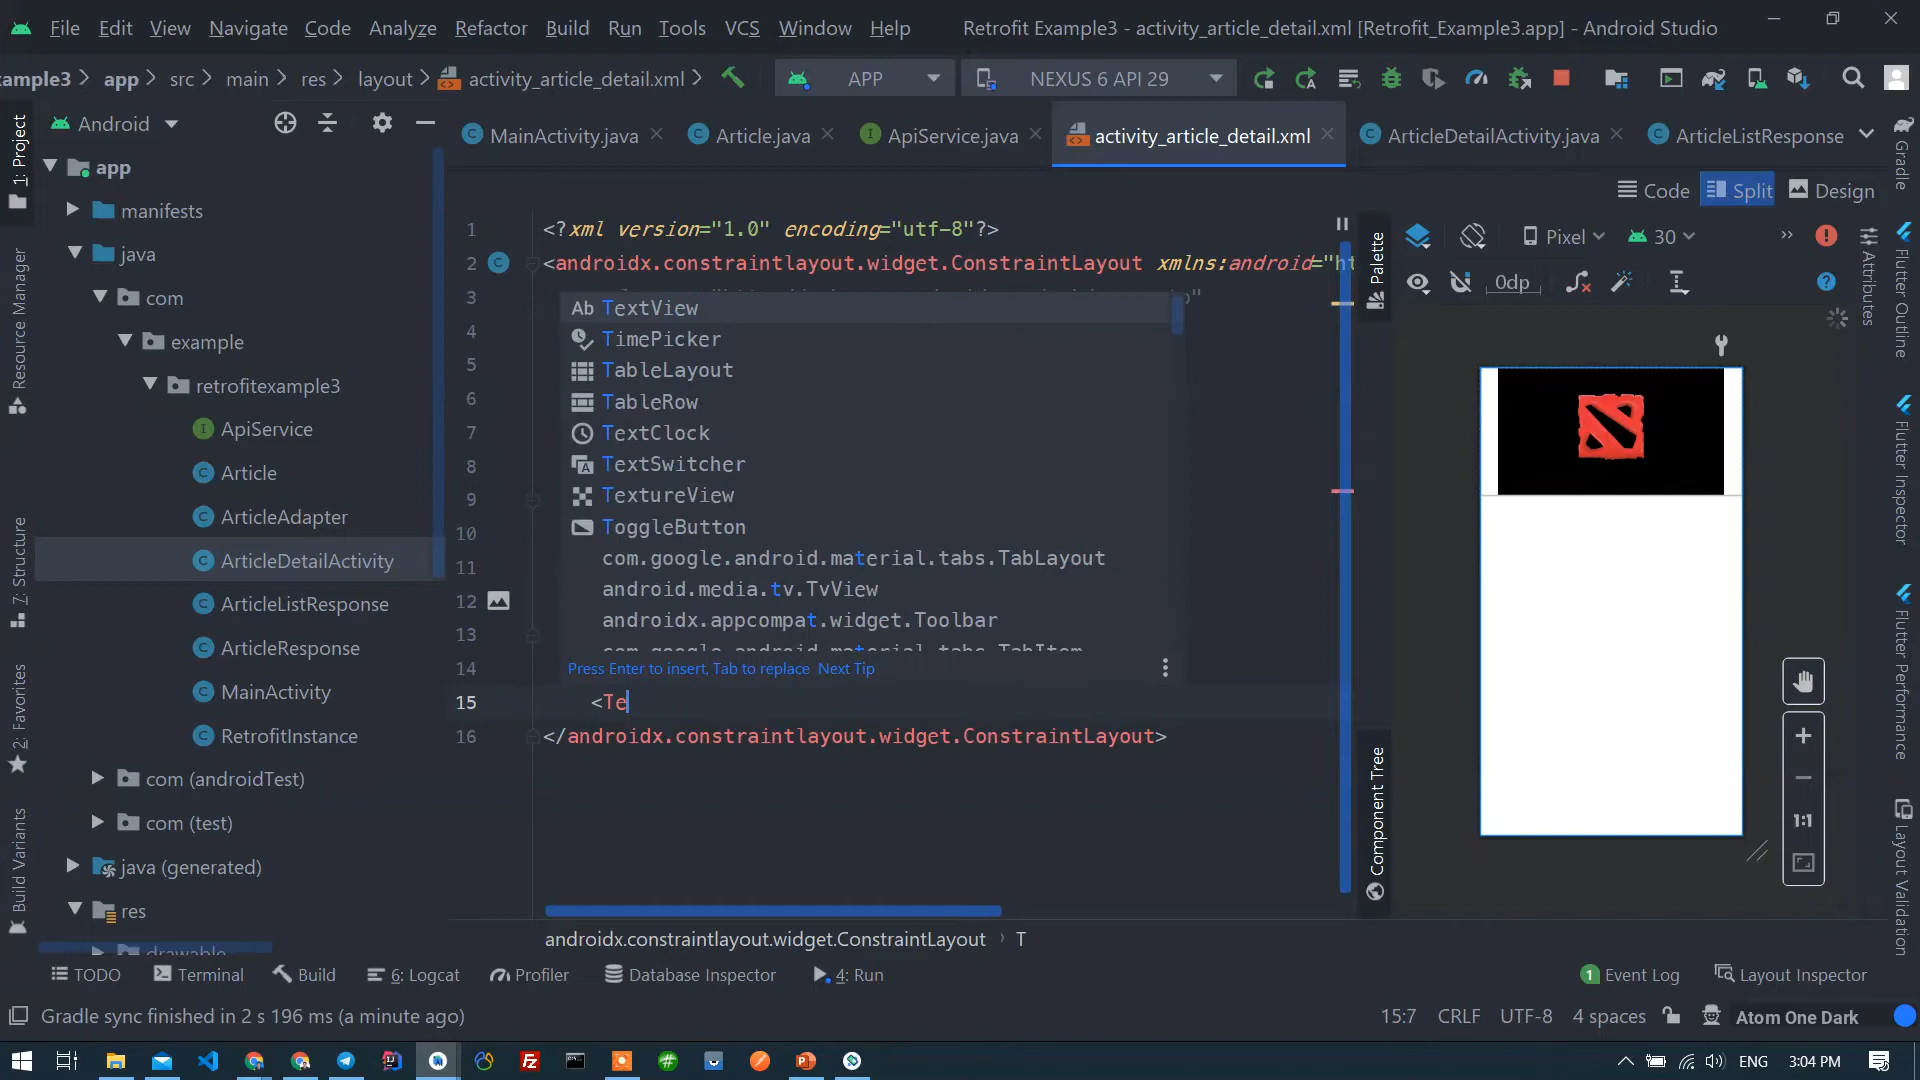 File Edit View Navigate Code Analyze Refactor Build Run Tools VCS Window Help Retrofit Example3 - activity_article_detail.xml [Retrofit_Example3.app] - Android Studio
xample3 app src main res layout activity_article_detail.xml APP NEXUS 6 API 29
Android MainActivity.java Article.java ApiService.java activity_article_detail.xml ArticleDetailActivity.java ArticleListResponse
Code Split Design
Pixel 30
0dp
1: Project
Resource Manager
7: Structure
2: Favorites
Build Variants
app
manifests
java
com
example
retrofitexample3
ApiService
Article
ArticleAdapter
ArticleDetailActivity
ArticleListResponse
ArticleResponse
MainActivity
RetrofitInstance
com (androidTest)
com (test)
java (generated)
res
drawable
1 <?xml version="1.0" encoding="utf-8"?>
2 <androidx.constraintlayout.widget.ConstraintLayout xmlns:android="ht
3
4
5
6
7
8
9
10
11
12
13
14
15 <Te
16 </androidx.constraintlayout.widget.ConstraintLayout>
Ab TextView
TimePicker
TableLayout
TableRow
TextClock
TextSwitcher
TextureView
ToggleButton
com.google.android.material.tabs.TabLayout
android.media.tv.TvView
androidx.appcompat.widget.Toolbar
com.google.android.material.tabs.TabItem
Press Enter to insert, Tab to replace Next Tip
Palette
Component Tree
Attributes
1:1
Gradle
Flutter Outline
Flutter Inspector
Flutter Performance
Layout Validation
androidx.constraintlayout.widget.ConstraintLayout › T
TODO Terminal Build 6: Logcat Profiler Database Inspector 4: Run 1 Event Log Layout Inspector
Gradle sync finished in 2 s 196 ms (a minute ago) 15:7 CRLF UTF-8 4 spaces Atom One Dark
ENG 3:04 PM